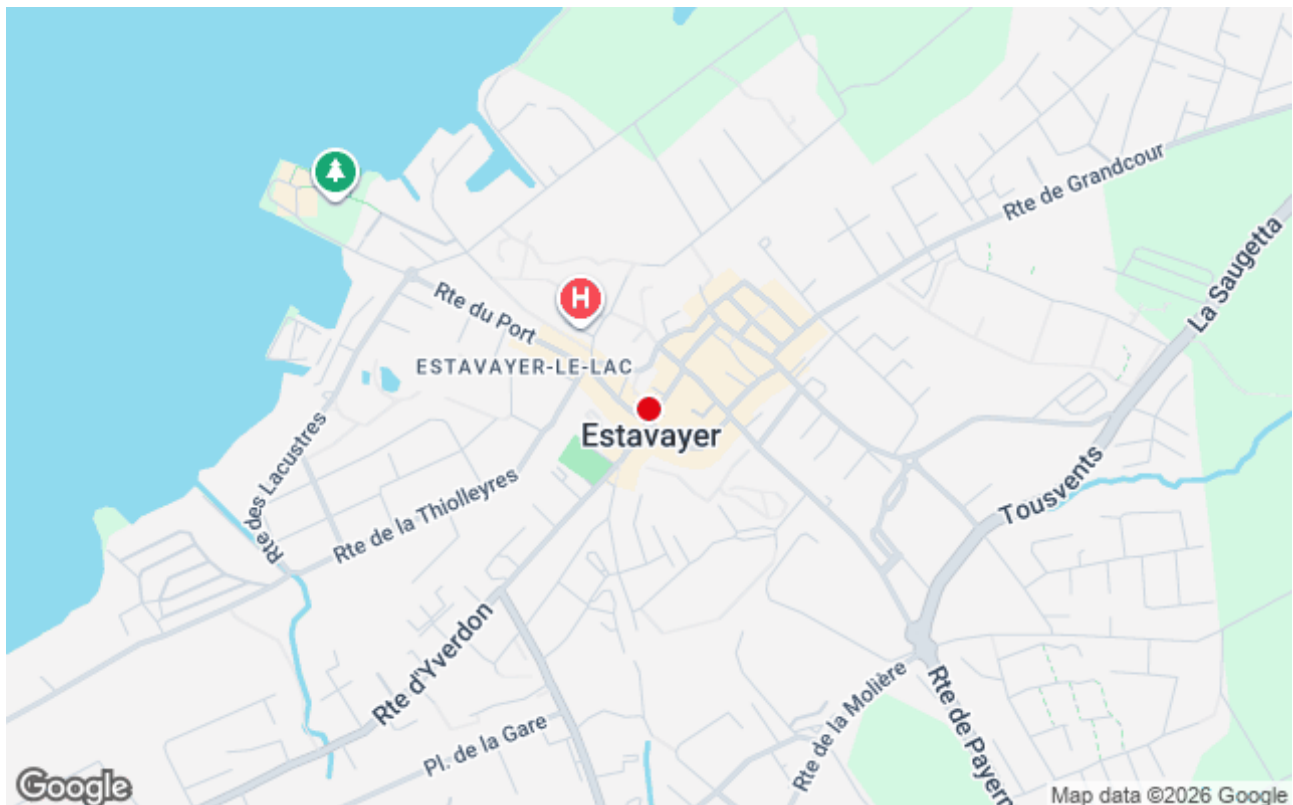 Rte de Grandcour
La Saugetta
H
Rte du Port
ESTAVAYER-LE-LAC
Estavayer
Rte des Lacustres
Rte de la Thiolleyres
Tousvents
Rte d'Yverdon
Rte de la Molière
Rte de Payern
Pl. de la Gare
Google
Map data ©2026 Google